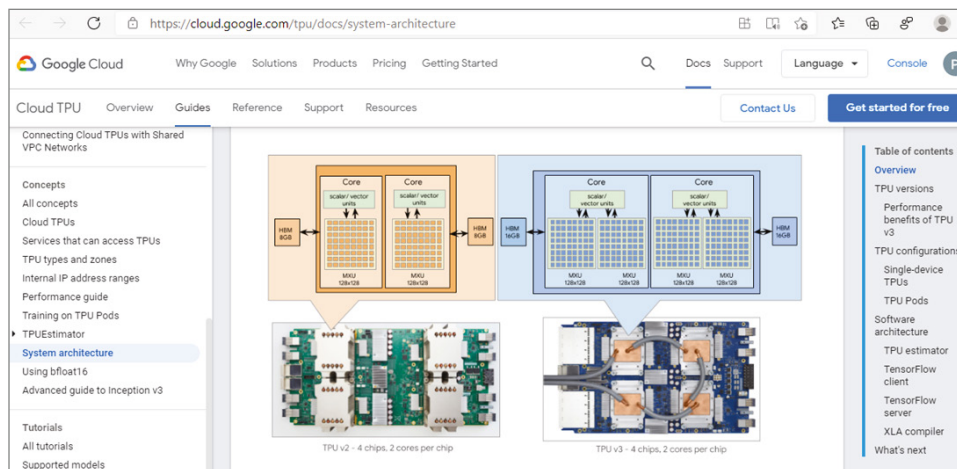 https://cloud.google.com/tpu/docs/system-architecture
Google Cloud
Why Google
Solutions
Products
Pricing
Getting Started
Docs
Support
Language
Console
Cloud TPU
Overview
Guides
Reference
Support
Resources
Contact Us
Get started for free
Connecting Cloud TPUs with Shared
VPC Networks
Concepts
All concepts
Cloud TPUs
Services that can access TPUs
TPU types and zones
Internal IP address ranges
Performance guide
Training on TPU Pods
TPUEstimator
System architecture
Using bfloat16
Advanced guide to Inception v3
Tutorials
All tutorials
Supported models
Core
Core
scalar/ vector
units
scalar/ vector
units
HBM
8GB
HBM
8GB
MXU
128x128
MXU
128x128
Core
Core
scalar/ vector
units
scalar/ vector
units
HBM
16GB
HBM
16GB
MXU
128x128
MXU
128x128
MXU
128x128
MXU
128x128
TPU v2 - 4 chips, 2 cores per chip
TPU v3 - 4 chips, 2 cores per chip
Table of contents
Overview
TPU versions
Performance
benefits of TPU
v3
TPU configurations
Single-device
TPUs
TPU Pods
Software
architecture
TPU estimator
TensorFlow
client
TensorFlow
server
XLA compiler
What's next